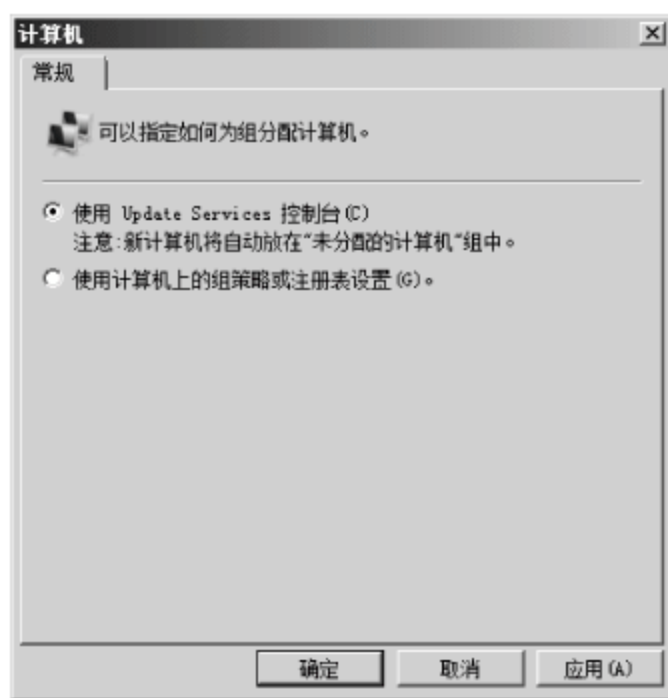 计算机
常规
可以指定如何为组分配计算机。
使用 Update Services 控制台(C)
注意:新计算机将自动放在"未分配的计算机"组中。
使用计算机上的组策略或注册表设置(G)。
确定 取消 应用(A)